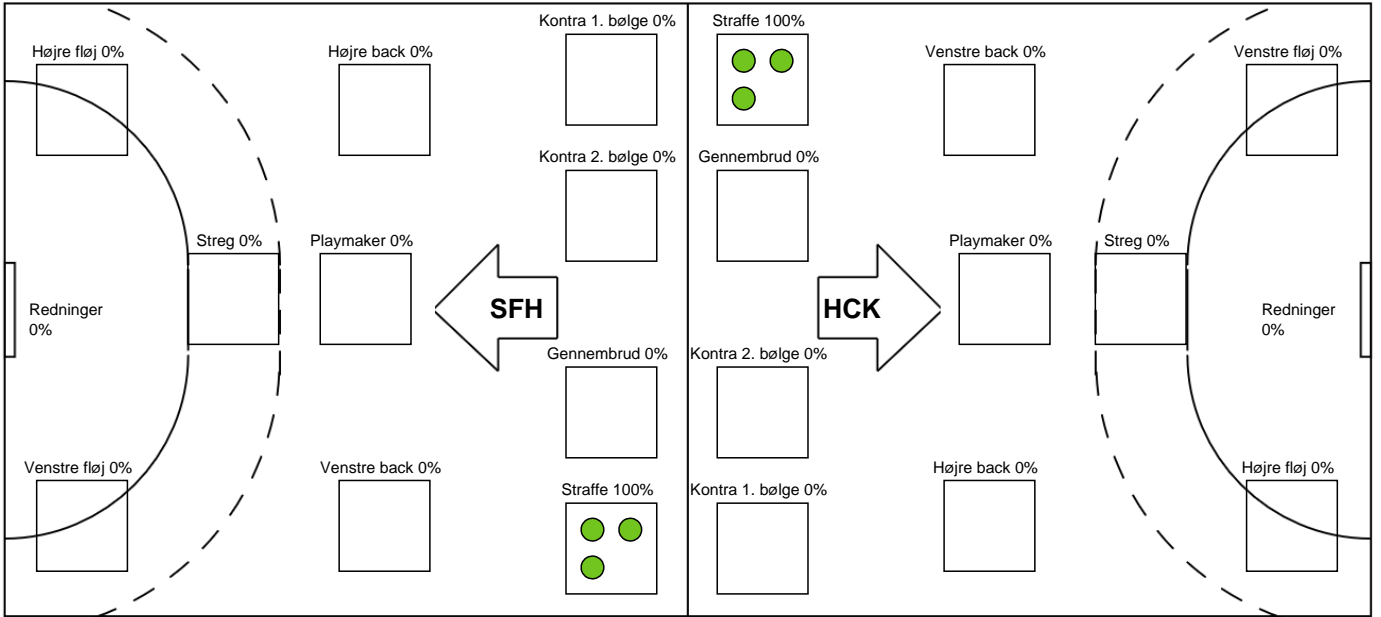 Kontra 1. bølge 0%
Straffe 100%
Højre fløj 0%
Højre back 0%
Venstre back 0%
Venstre fløj 0%
Kontra 2. bølge 0%
Gennembrud 0%
Streg 0%
Playmaker 0%
Playmaker 0%
Streg 0%
Redninger
0%
SFH
HCK
Redninger
0%
Gennembrud 0%
Kontra 2. bølge 0%
Venstre fløj 0%
Venstre back 0%
Højre back 0%
Højre fløj 0%
Straffe 100%
Kontra 1. bølge 0%